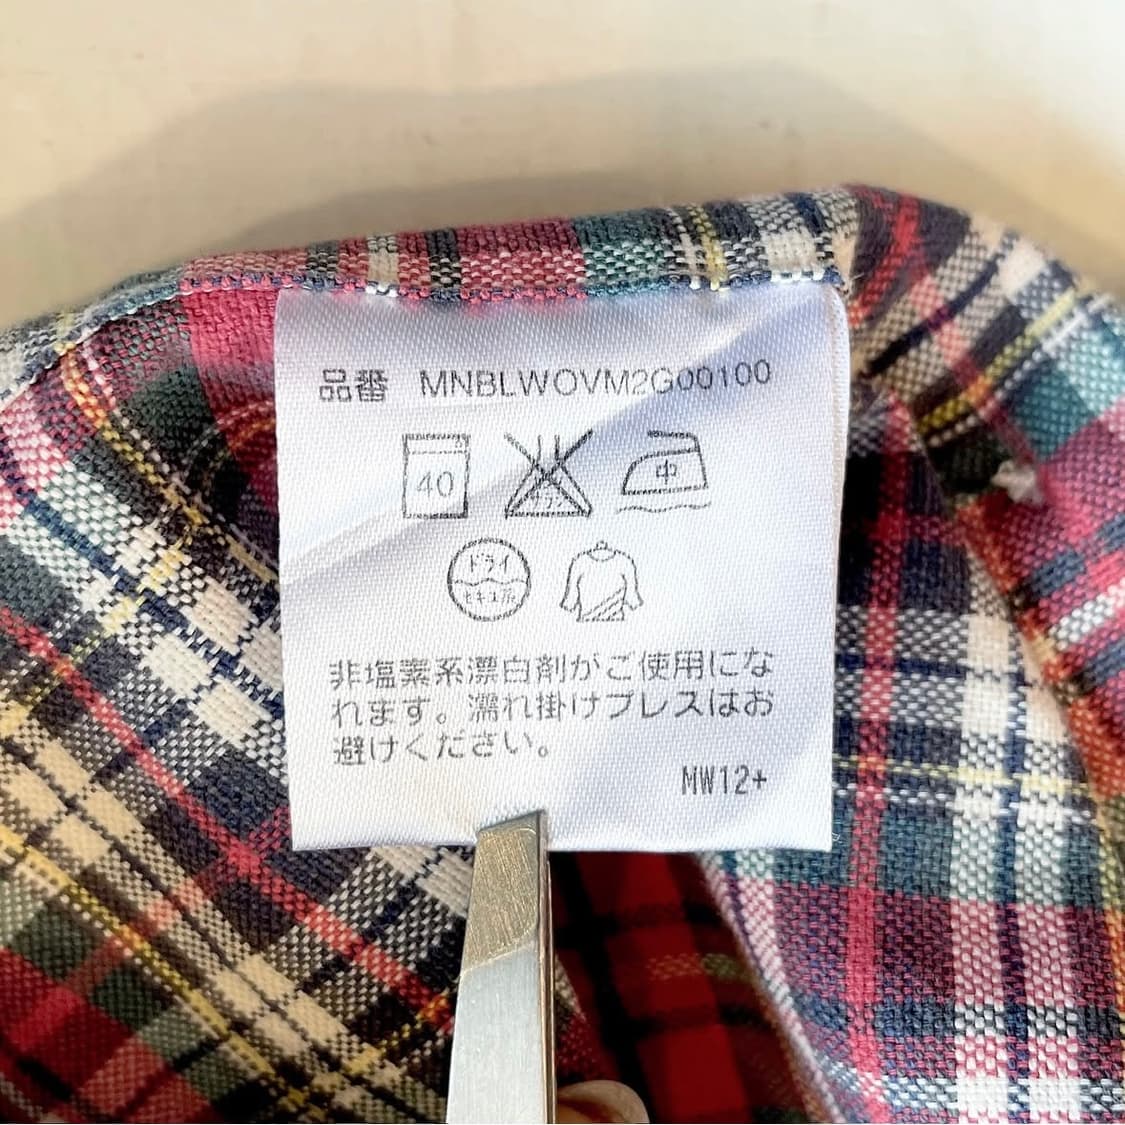 品番 MNBLWOVM2G00100
40
中
ドライ
セキユ系
非塩素系漂白剤がご使用にな
れます。濡れ掛けプレスはお
避けください。
MW12+